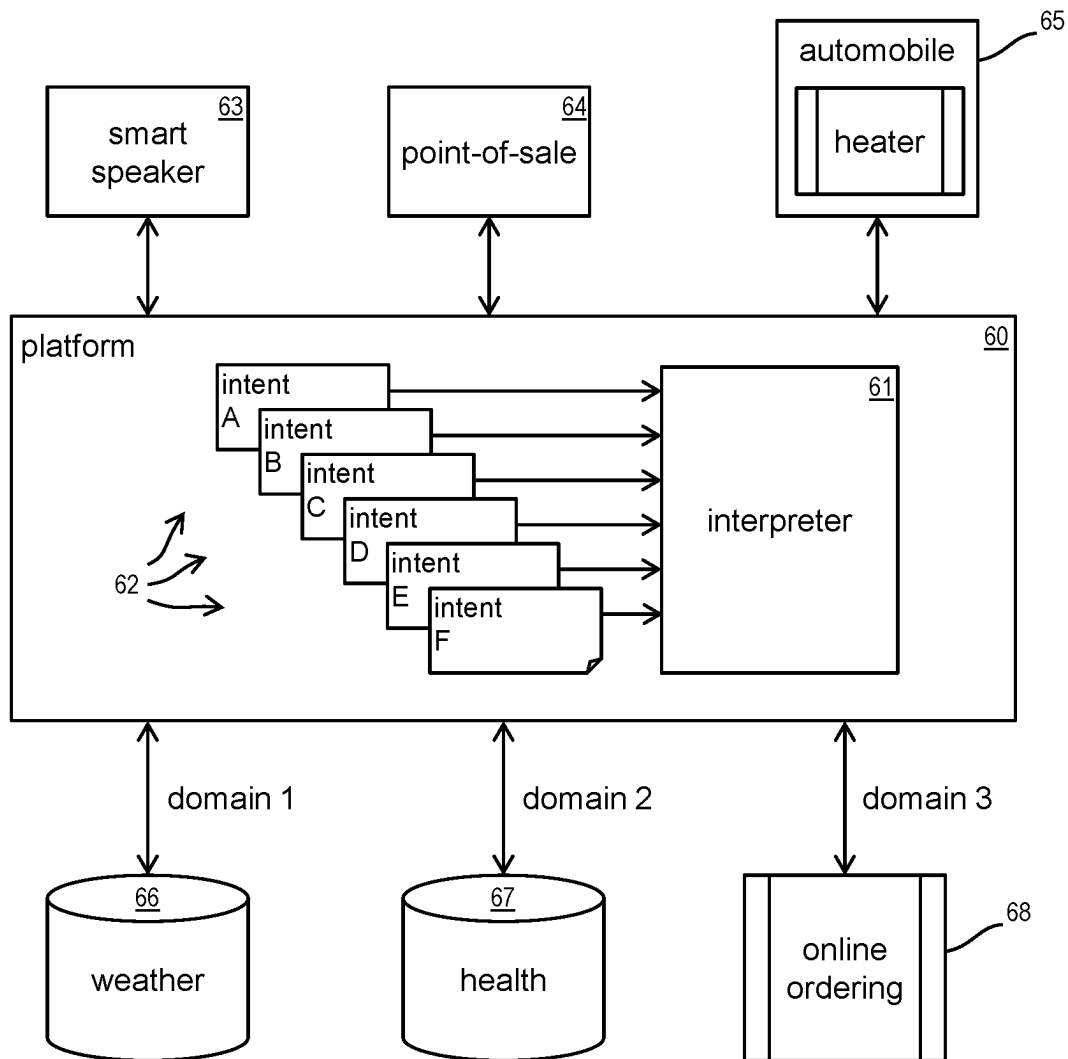 63
smart
speaker
64
point-of-sale
65
automobile
heater
platform
60
intent
A
intent
B
intent
C
intent
D
intent
E
intent
F
61
interpreter
62
domain 1
domain 2
domain 3
66
weather
67
health
68
online
ordering